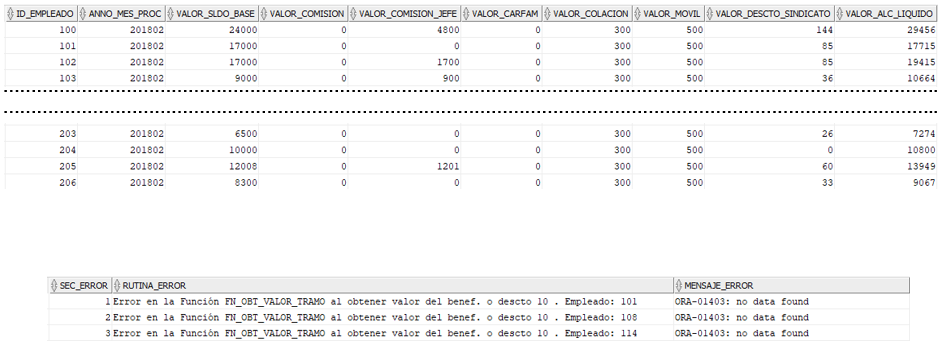 ID_EMPLEADO ANNO_MES_PROC VALOR_SLDO_BASE VALOR_COMISION VALOR_COMISION_JEFE VALOR_CARFAM VALOR_COLACION VALOR_MOVIL VALOR_DESCTO_SINDICATO VALOR_ALC_LIQUIDO
100 201802 24000 0 4800 0 300 500 144 29456
101 201802 17000 0 0 0 300 500 85 17715
102 201802 17000 0 1700 0 300 500 85 19415
103 201802 9000 0 900 0 300 500 36 10664
203 201802 6500 0 0 0 300 500 26 7274
204 201802 10000 0 0 0 300 500 0 10800
205 201802 12008 0 1201 0 300 500 60 13949
206 201802 8300 0 0 0 300 500 33 9067
SEC_ERROR RUTINA_ERROR MENSAJE_ERROR
1 Error en la Función FN_OBT_VALOR_TRAMO al obtener valor del benef. o descto 10 . Empleado: 101 ORA-01403: no data found
2 Error en la Función FN_OBT_VALOR_TRAMO al obtener valor del benef. o descto 10 . Empleado: 108 ORA-01403: no data found
3 Error en la Función FN_OBT_VALOR_TRAMO al obtener valor del benef. o descto 10 . Empleado: 114 ORA-01403: no data found